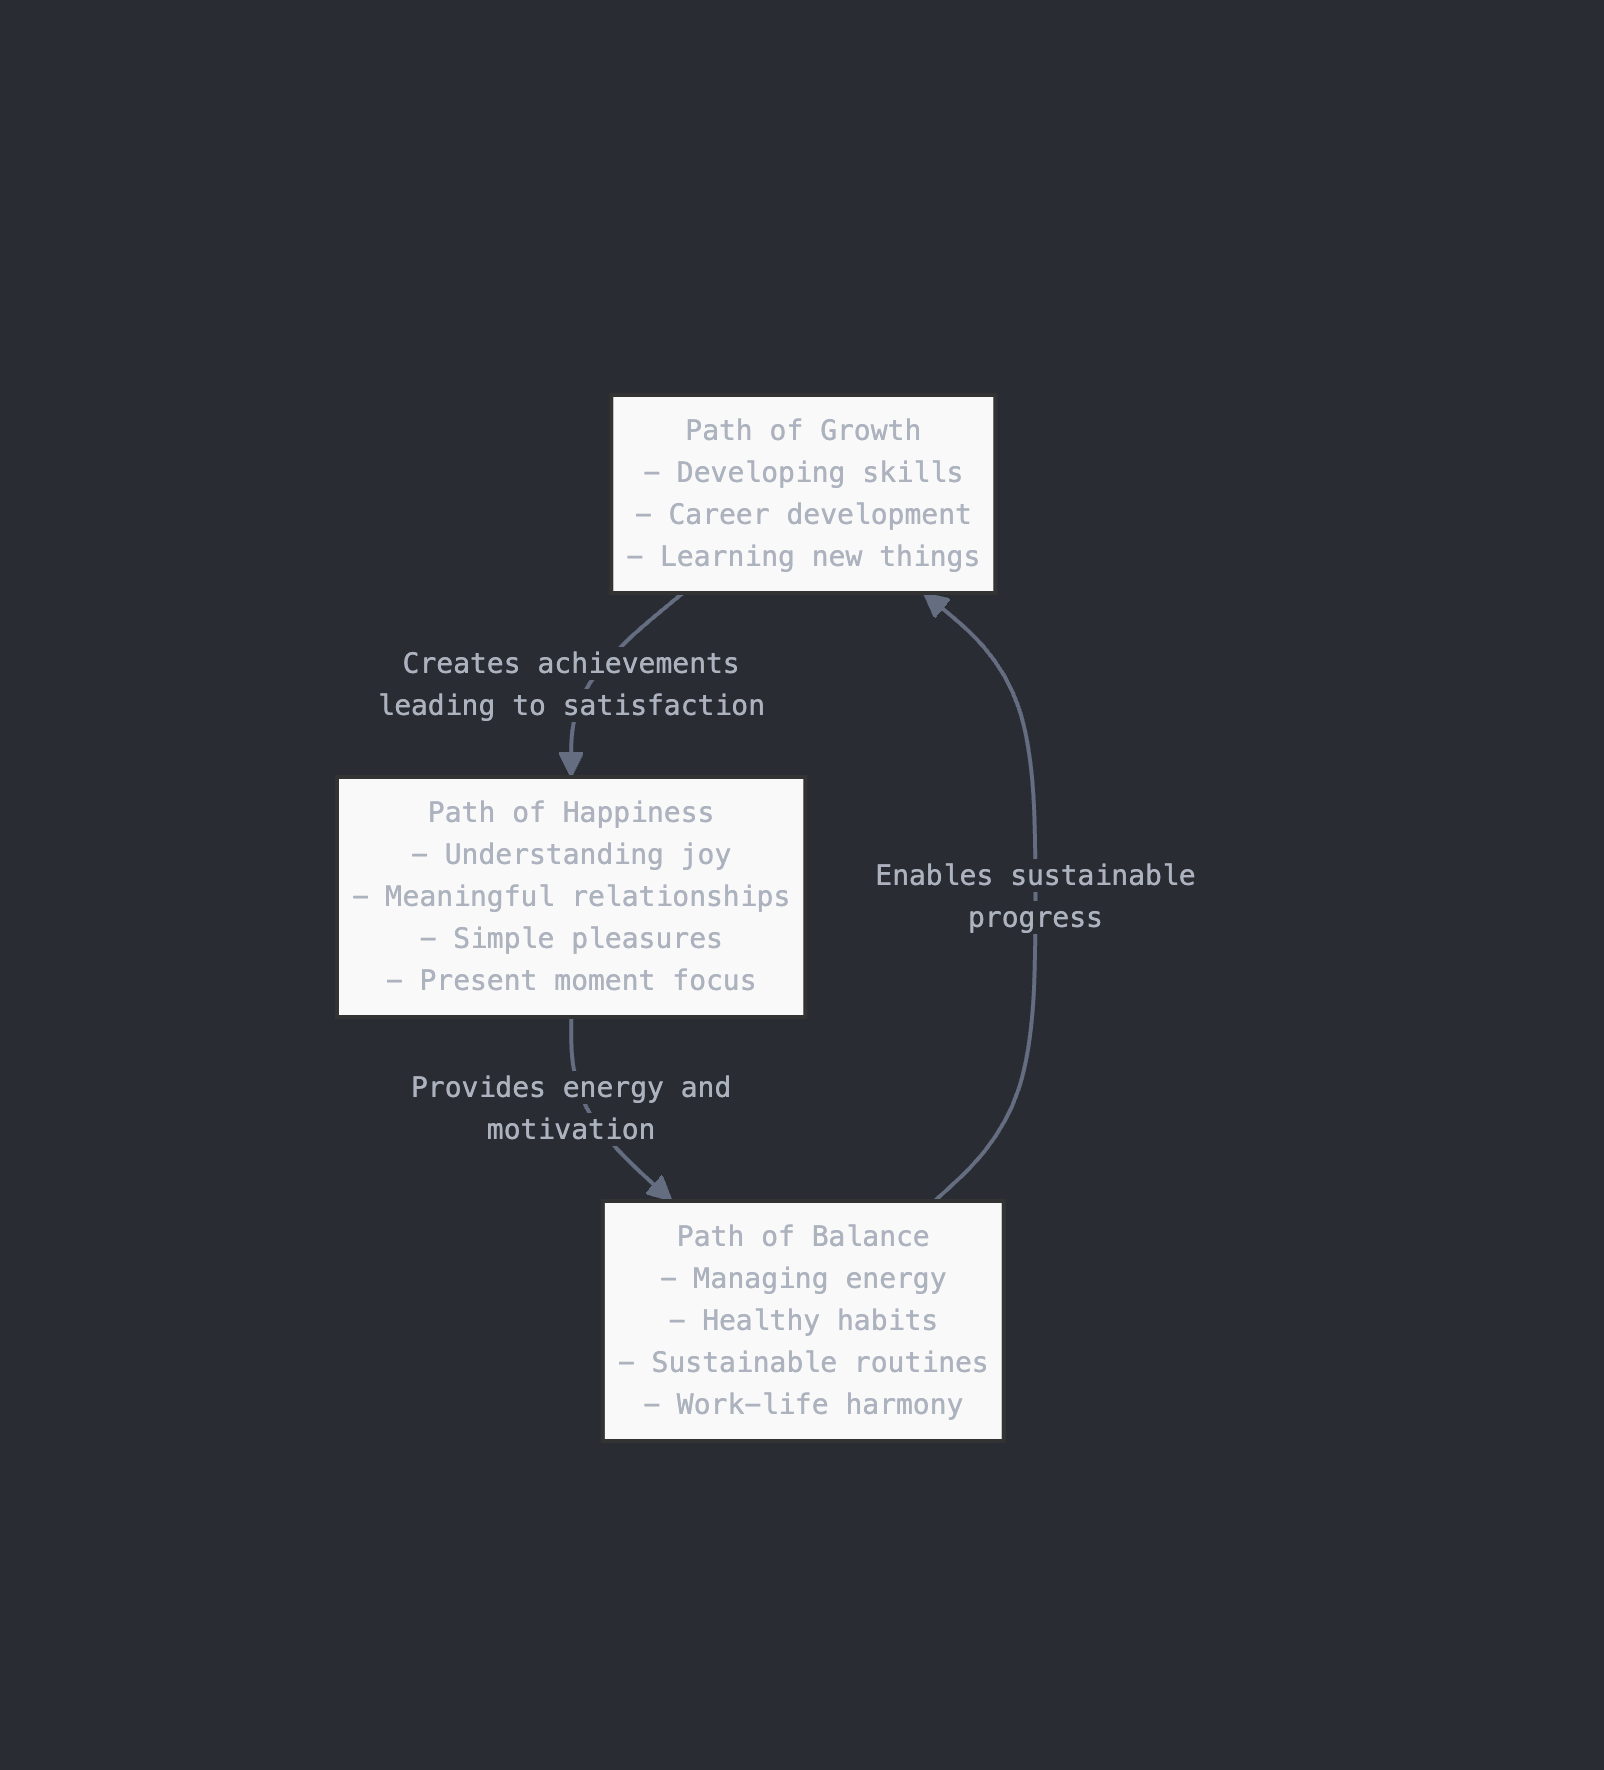 Path of Growth
– Developing skills
– Career development
– Learning new things
Creates achievements
leading to satisfaction
Path of Happiness
– Understanding joy
– Meaningful relationships
– Simple pleasures
– Present moment focus
Enables sustainable
progress
Provides energy and
motivation
Path of Balance
– Managing energy
– Healthy habits
– Sustainable routines
– Work–life harmony